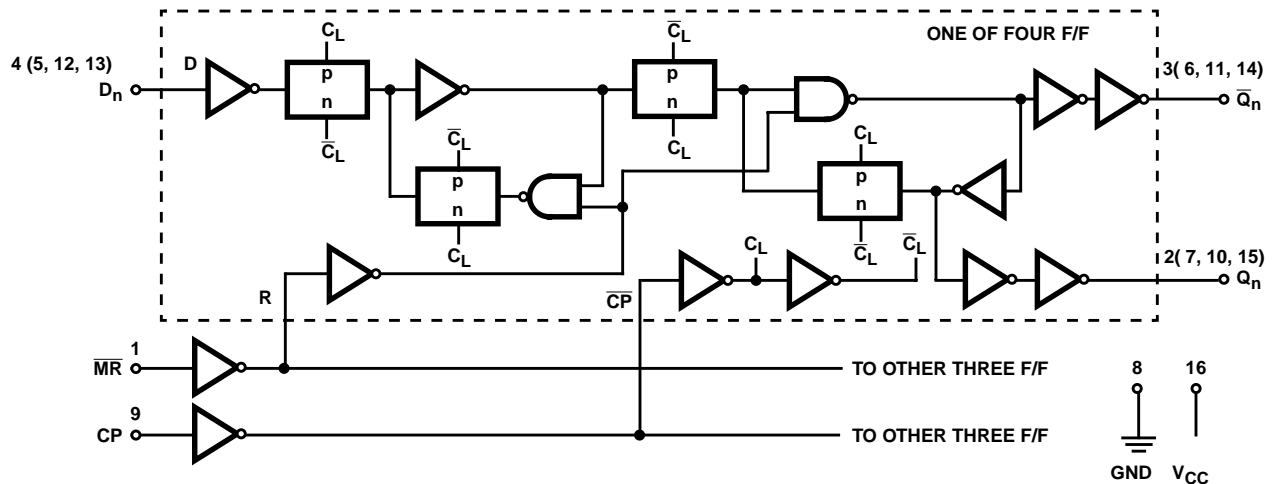 ONE OF FOUR F/F
4 (5, 12, 13)
D
C̅L
CL
3( 6, 11, 14)
Dn
p
n
p
n
Q̅n
C̅L
C̅L
CL
CL
p
n
p
n
CL
C̅L
C̅L
CL
2( 7, 10, 15)
R
C̅P̅
Qn
1
M̅R̅
TO OTHER THREE F/F
8
16
9
CP
TO OTHER THREE F/F
GND
VCC